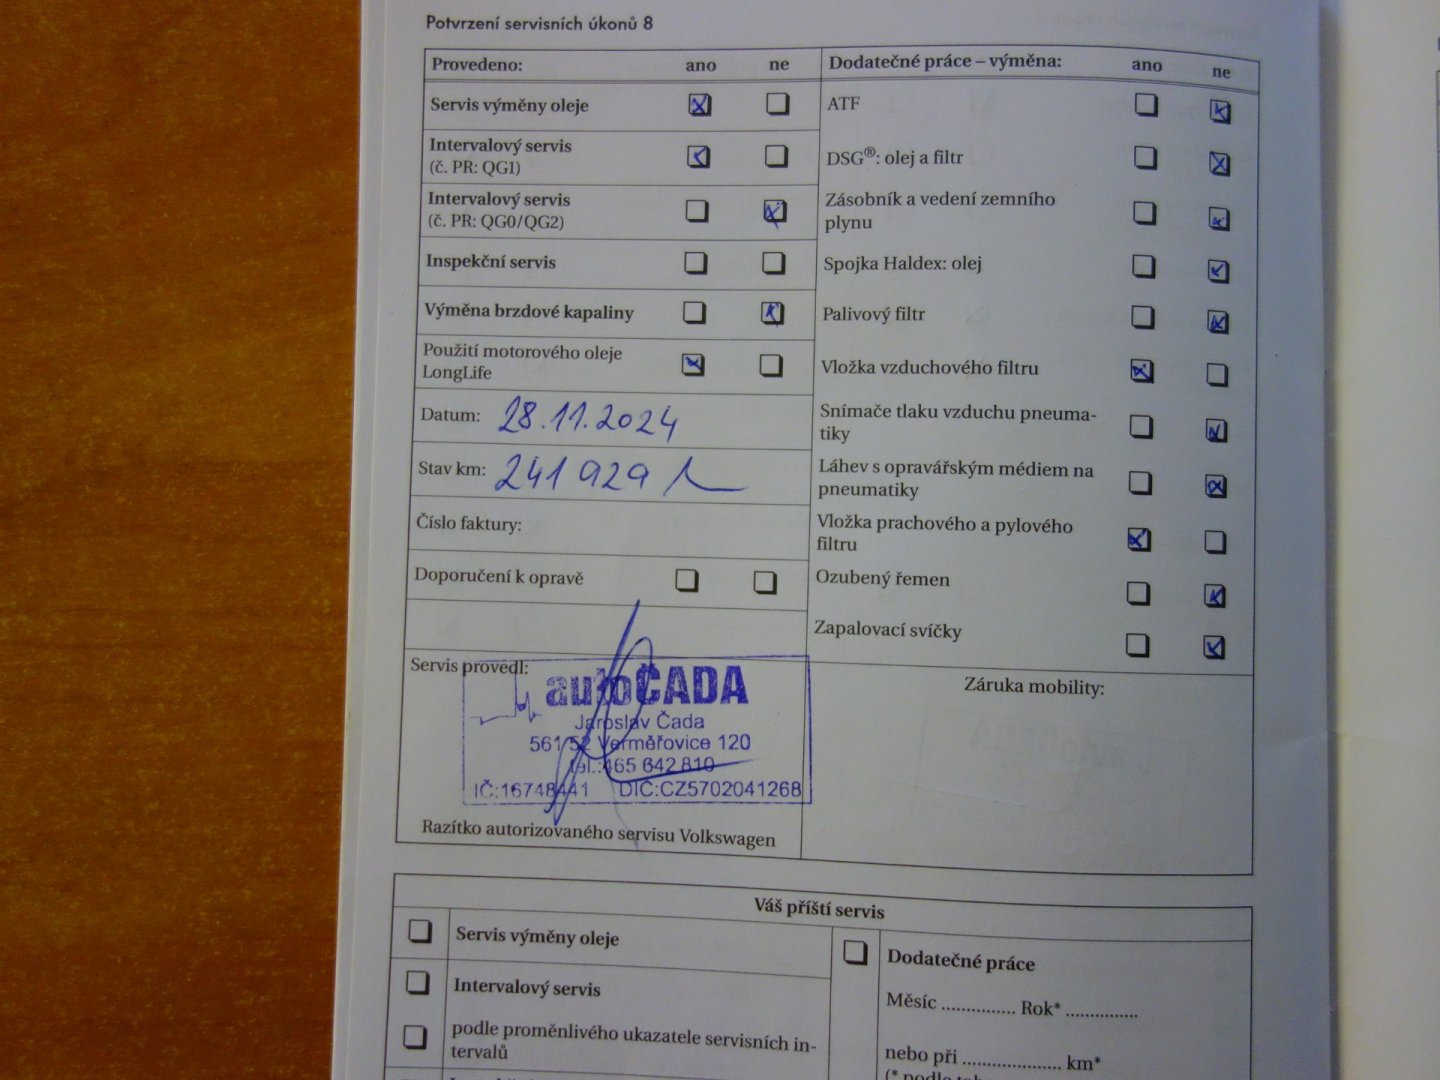 Potvrzení servisních úkonů 8
Provedeno: ano ne
Servis výměny oleje
Intervalový servis
(č. PR: QG1)
Intervalový servis
(č. PR: QG0/QG2)
Inspekční servis
Výměna brzdové kapaliny
Použití motorového oleje
LongLife
Datum: 28.11.2024
Stav km: 241 929
Číslo faktury:
Doporučení k opravě
Servis provedl:
autoČADA
Jaroslav Čada
561 52 Verměřovice 120
tel.:465 642 810
IČ:16748441 DIČ:CZ5702041268
Razítko autorizovaného servisu Volkswagen
Dodatečné práce – výměna: ano ne
ATF
DSG®: olej a filtr
Zásobník a vedení zemního
plynu
Spojka Haldex: olej
Palivový filtr
Vložka vzduchového filtru
Snímače tlaku vzduchu pneuma-
tiky
Láhev s opravářským médiem na
pneumatiky
Vložka prachového a pylového
filtru
Ozubený řemen
Zapalovací svíčky
Záruka mobility:
Váš příští servis
Servis výměny oleje
Intervalový servis
podle proměnlivého ukazatele servisních in-
tervalů
Dodatečné práce
Měsíc ............... Rok* ...............
nebo při .................... km*
(* podle